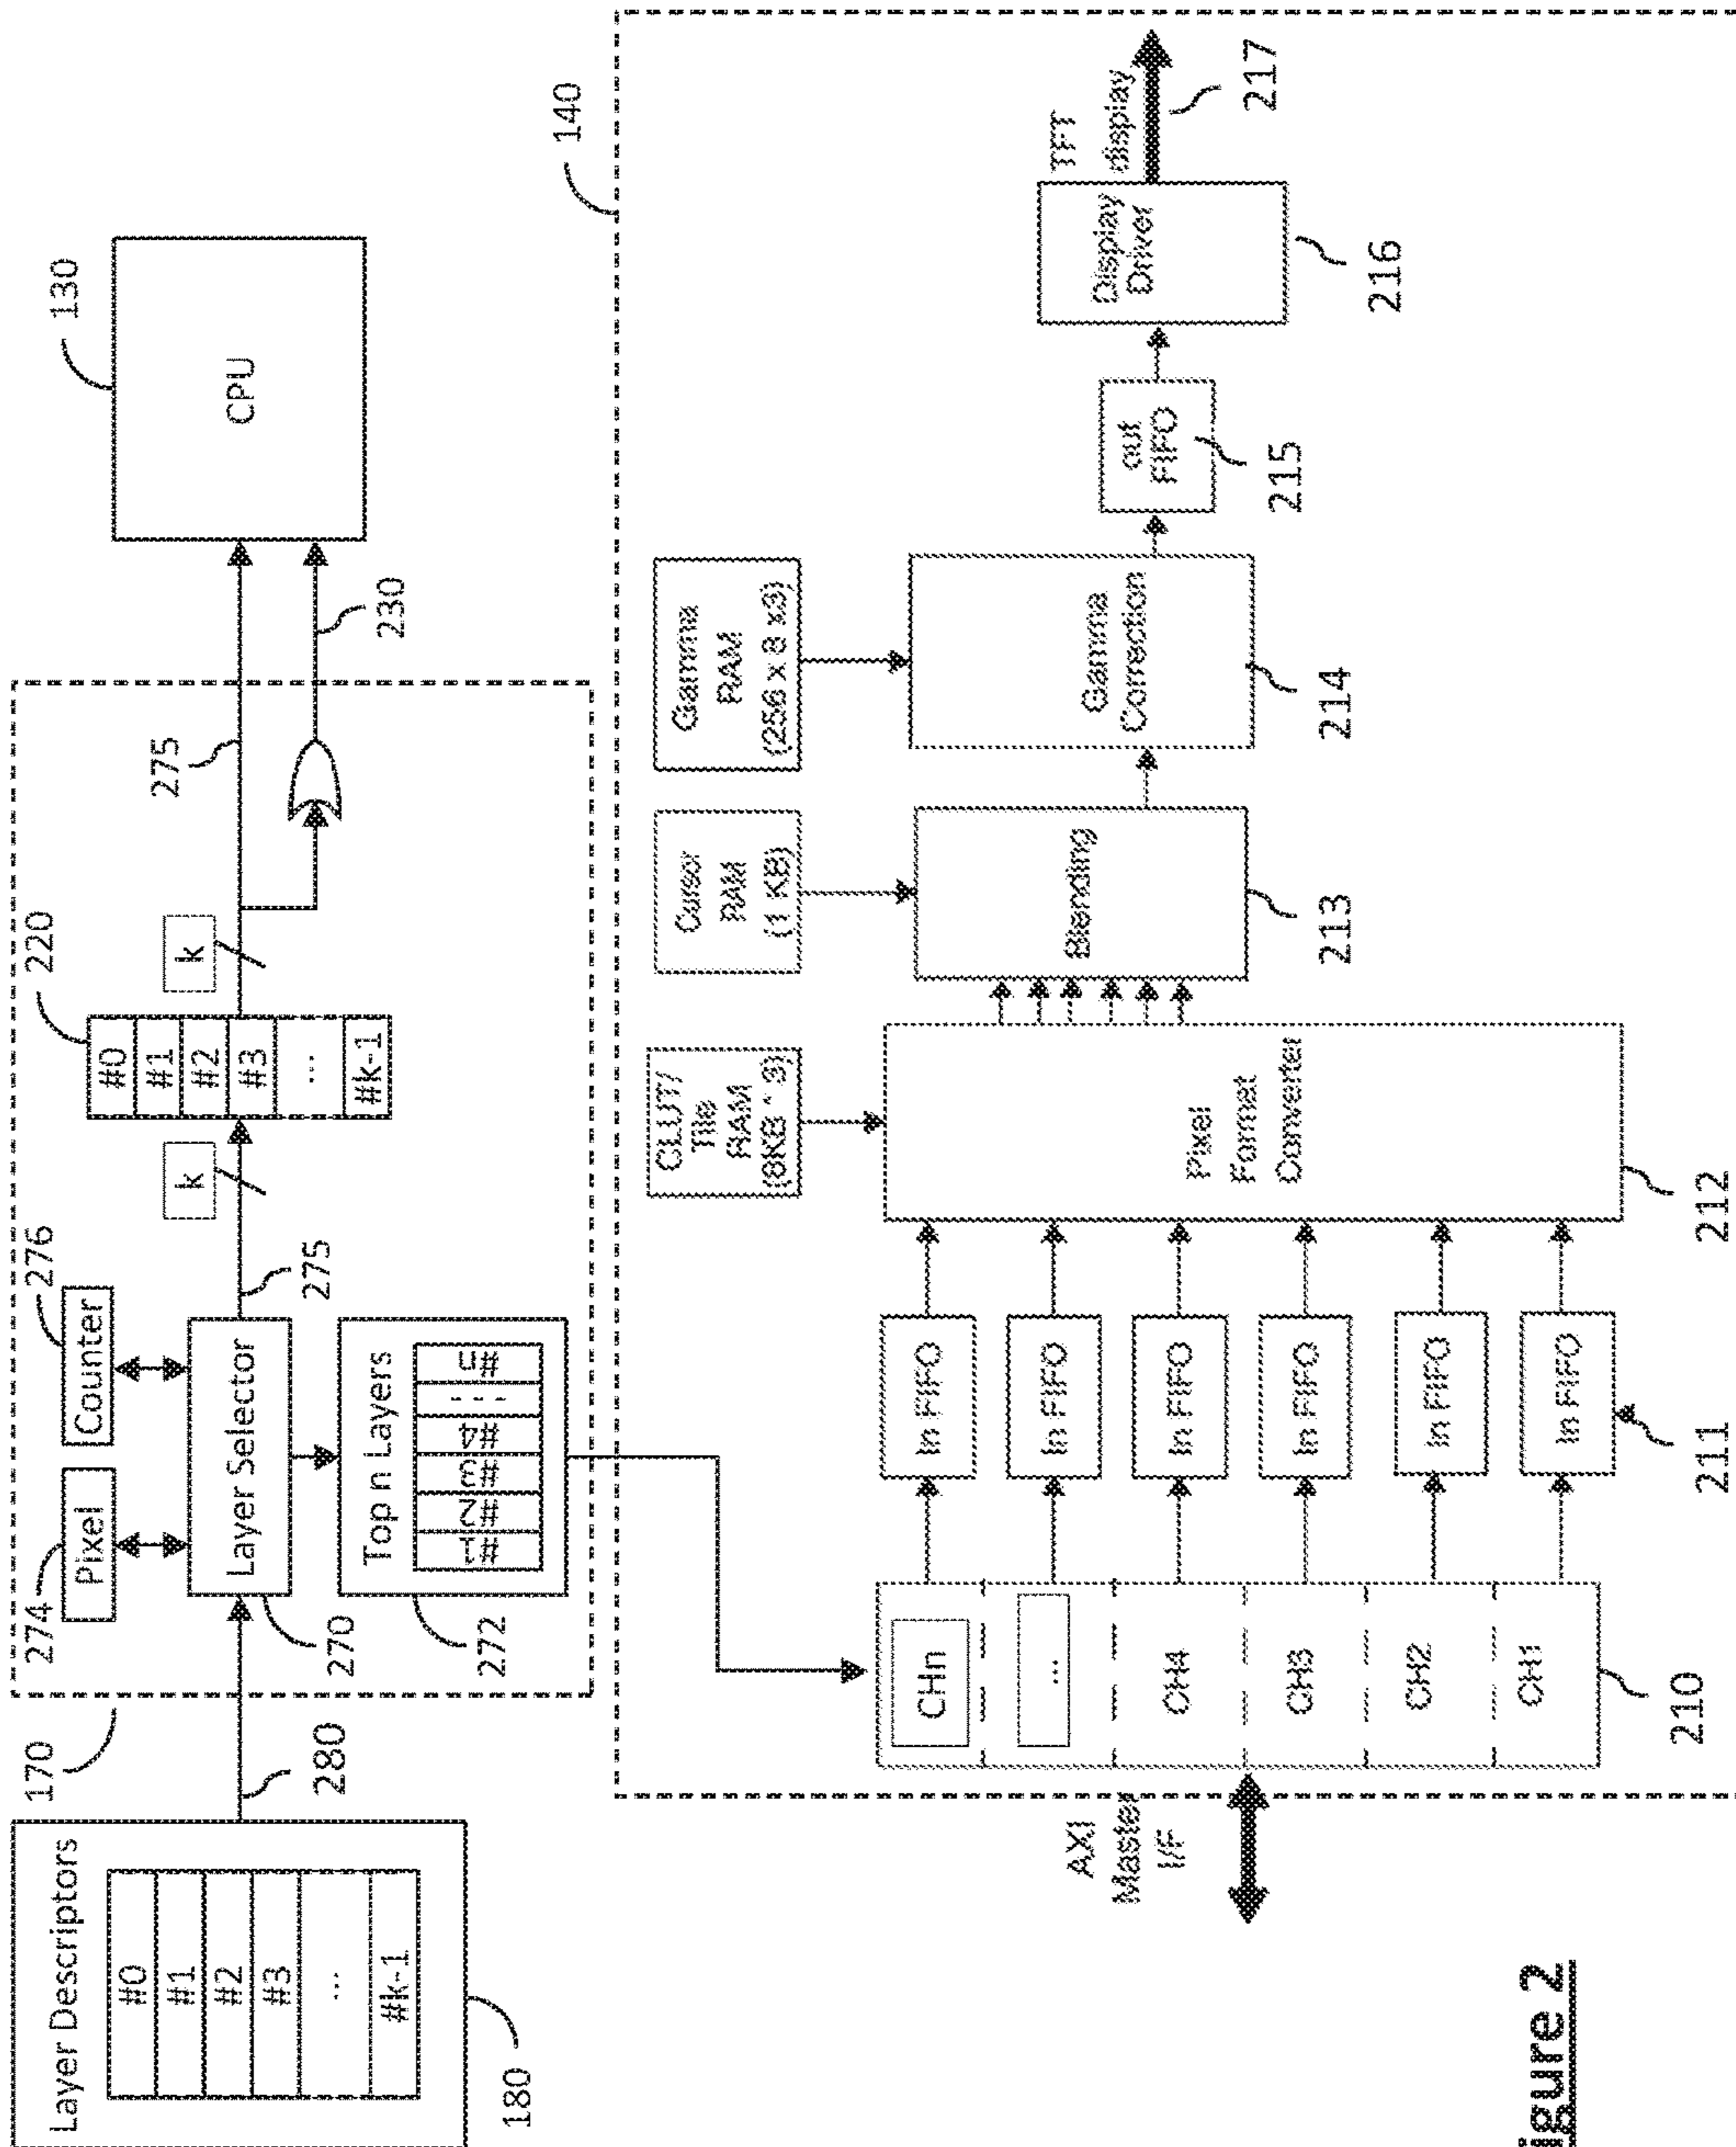 Layer Descriptors
#0
#1
#2
#3
...
#k-1
180
280
170
274
Pixel
276
Counter
Layer Selector
270
Top n Layers
#1
#2
#3
#4
...
#n
272
275
k
220
#0
#1
#2
#3
...
#k-1
k
275
230
CPU
130
140
AXI
Master
I/F
CHn
...
CH4
CH3
CH2
CH1
210
In FIFO
In FIFO
In FIFO
In FIFO
In FIFO
In FIFO
211
CLUT/
Tile
RAM
(8KB * 3)
Pixel
Format
Converter
212
Cursor
RAM
(1 KB)
Blending
213
Gamma
RAM
(256 x 8 x3)
Gamma
Correction
214
out
FIFO
215
Display
Driver
216
TFT
display
217
igure 2